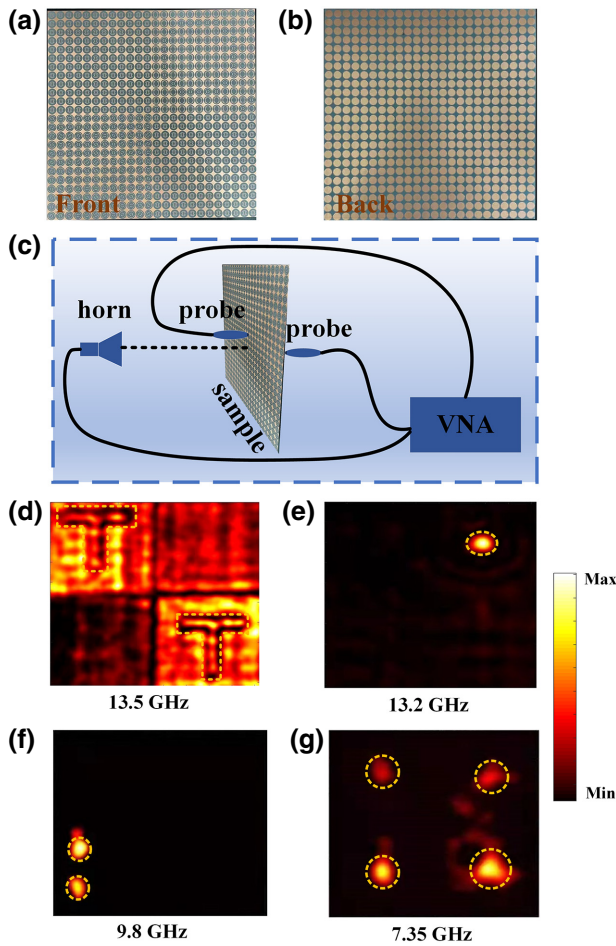 (a)
(b)
Front
Back
(c)
horn
probe
probe
sample
VNA
(d)
(e)
13.5 GHz
13.2 GHz
Max
Min
(f)
(g)
9.8 GHz
7.35 GHz